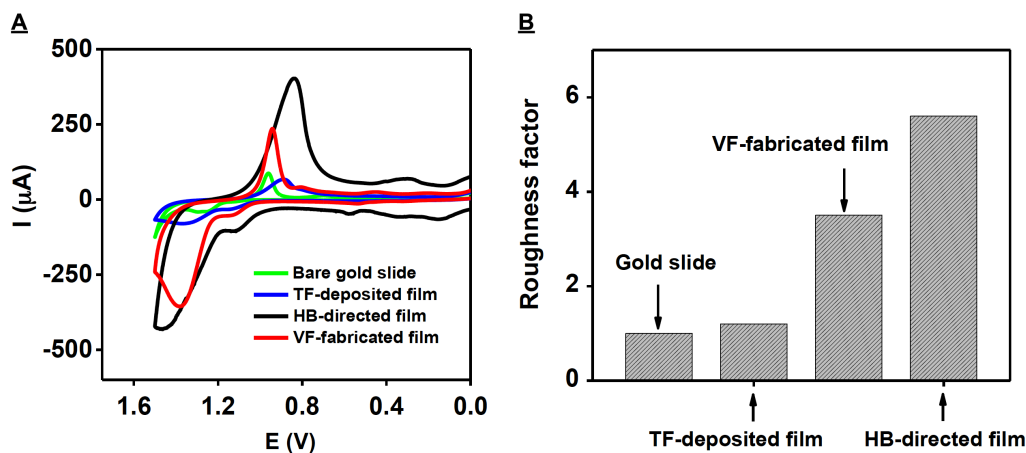 A
500
250
0
-250
-500
I (µA)
1.6
1.2
0.8
0.4
0.0
E (V)
Bare gold slide
TF-deposited film
HB-directed film
VF-fabricated film
B
6
4
2
0
Roughness factor
VF-fabricated film
Gold slide
TF-deposited film
HB-directed film